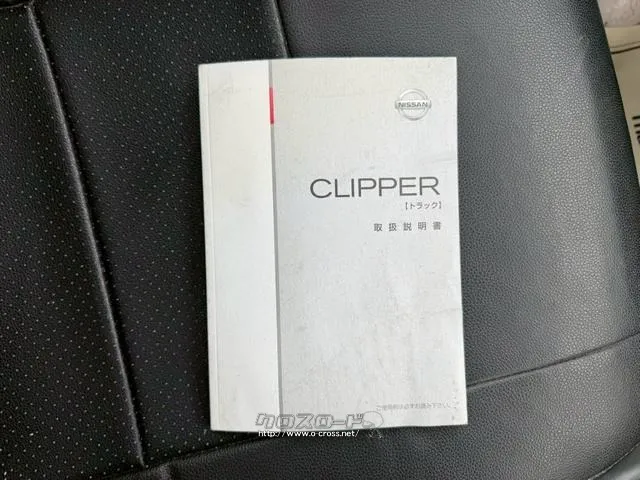 NISSAN
CLIPPER
【トラック】
取扱説明書
ご使用前は必ずお読み下さい。
クロスロード
http://www.o-cross.net/